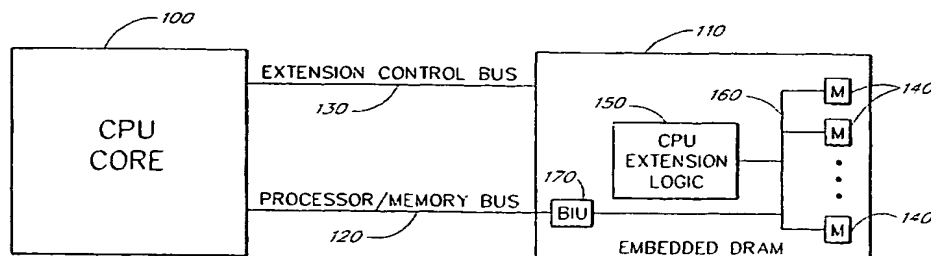 100
110
EXTENSION CONTROL BUS
130
CPU
CORE
150
CPU
EXTENSION
LOGIC
160
M
140
M
PROCESSOR/MEMORY BUS
120
170
BIU
M
140
EMBEDDED DRAM